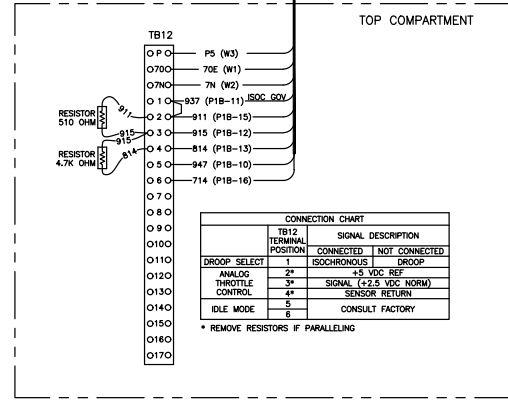 TOP COMPARTMENT
TB12
P P5 (W3)
70 70E (W1)
7N 7N (W2)
1 937 (P1B-11) ISOC GOV
911 2 911 (P1B-15)
RESISTOR
510 OHM
915 3 915 (P1B-12)
915
814 4 814 (P1B-13)
RESISTOR
4.7K OHM
5 947 (P1B-10)
6 714 (P1B-16)
7
8
9
10
11
12
13
14
15
16
17
CONNECTION CHART
TB12 TERMINAL POSITION SIGNAL DESCRIPTION
CONNECTED NOT CONNECTED
DROOP SELECT 1 ISOCHRONOUS DROOP
ANALOG THROTTLE CONTROL 2* +5 VDC REF
3* SIGNAL (+2.5 VDC NORM)
4* SENSOR RETURN
IDLE MODE 5 CONSULT FACTORY
6
* REMOVE RESISTORS IF PARALLELING